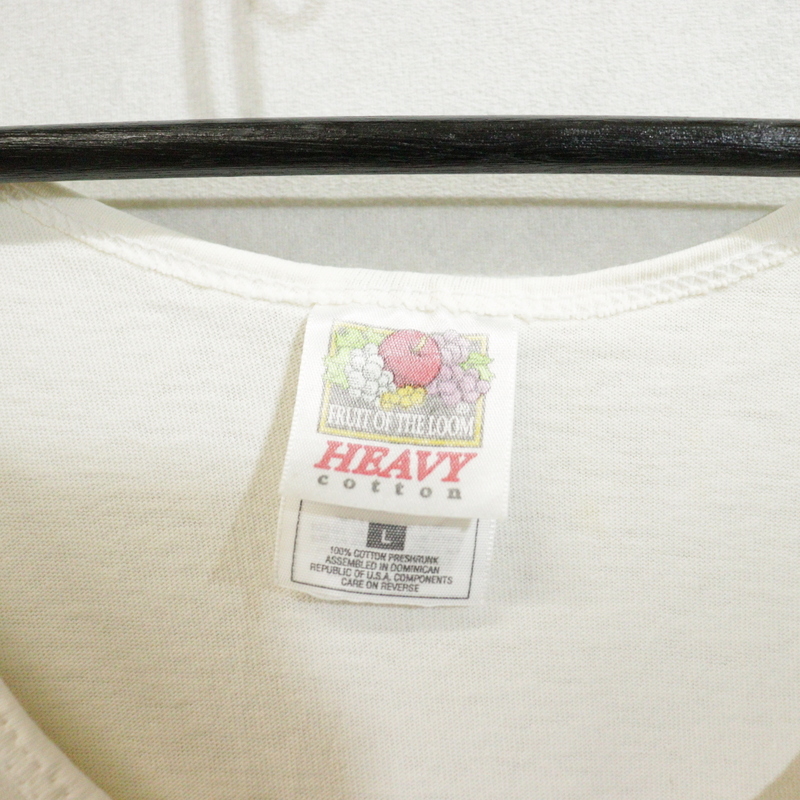 FRUIT OF THE LOOM
HEAVY
cotton
L
100% COTTON PRESHRUNK
ASSEMBLED IN DOMINICAN
REPUBLIC OF U.S.A. COMPONENTS
CARE ON REVERSE